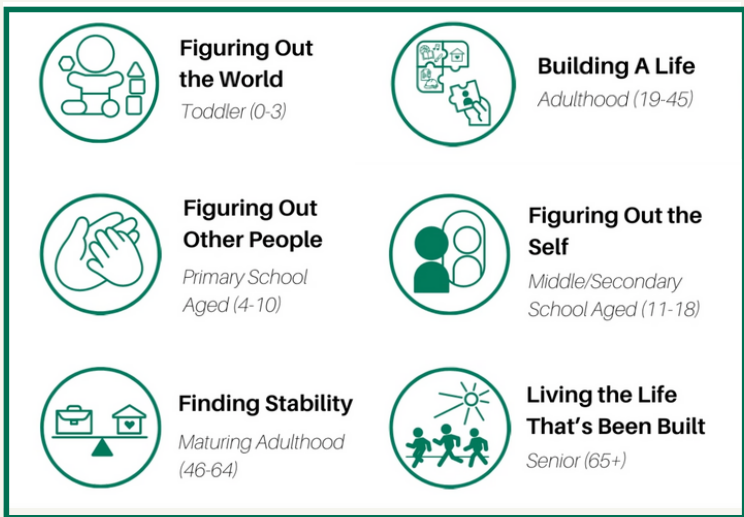 Figuring Out
the World
Toddler (0-3)
Building A Life
Adulthood (19-45)
Figuring Out
Other People
Primary School
Aged (4-10)
Figuring Out the
Self
Middle/Secondary
School Aged (11-18)
Finding Stability
Maturing Adulthood
(46-64)
Living the Life
That's Been Built
Senior (65+)